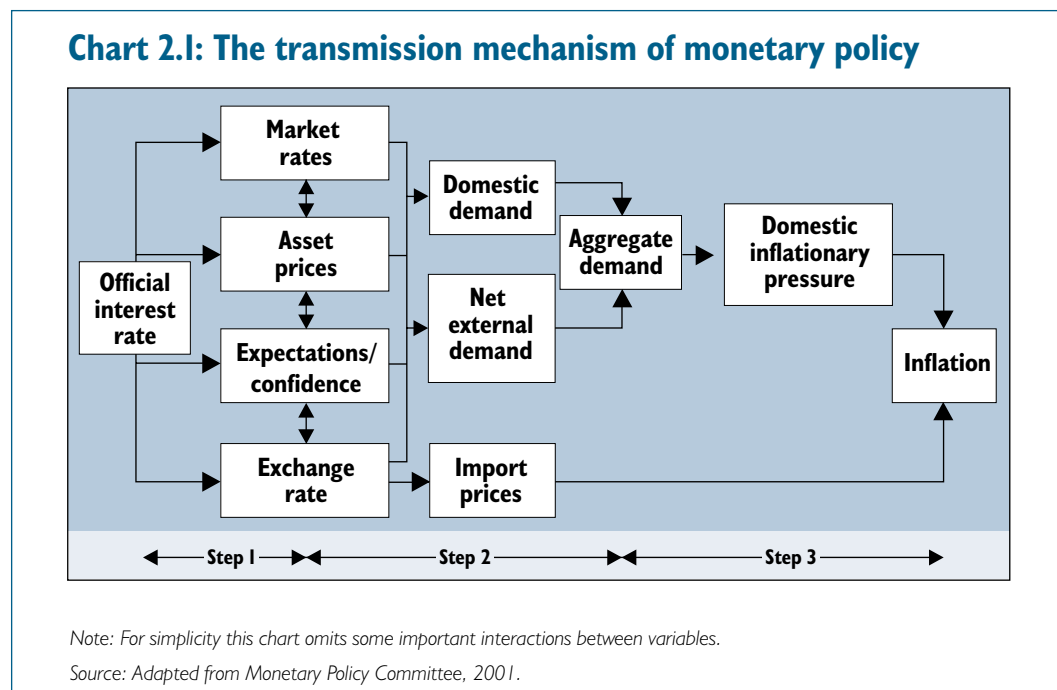 Chart 2.1: The transmission mechanism of monetary policy
Market
rates
Asset
prices
Official
interest
rate
Expectations/
confidence
Exchange
rate
Domestic
demand
Net
external
demand
Import
prices
Aggregate
demand
Domestic
inflationary
pressure
Inflation
Step 1
Step 2
Step 3
Note: For simplicity this chart omits some important interactions between variables.
Source: Adapted from Monetary Policy Committee, 2001.